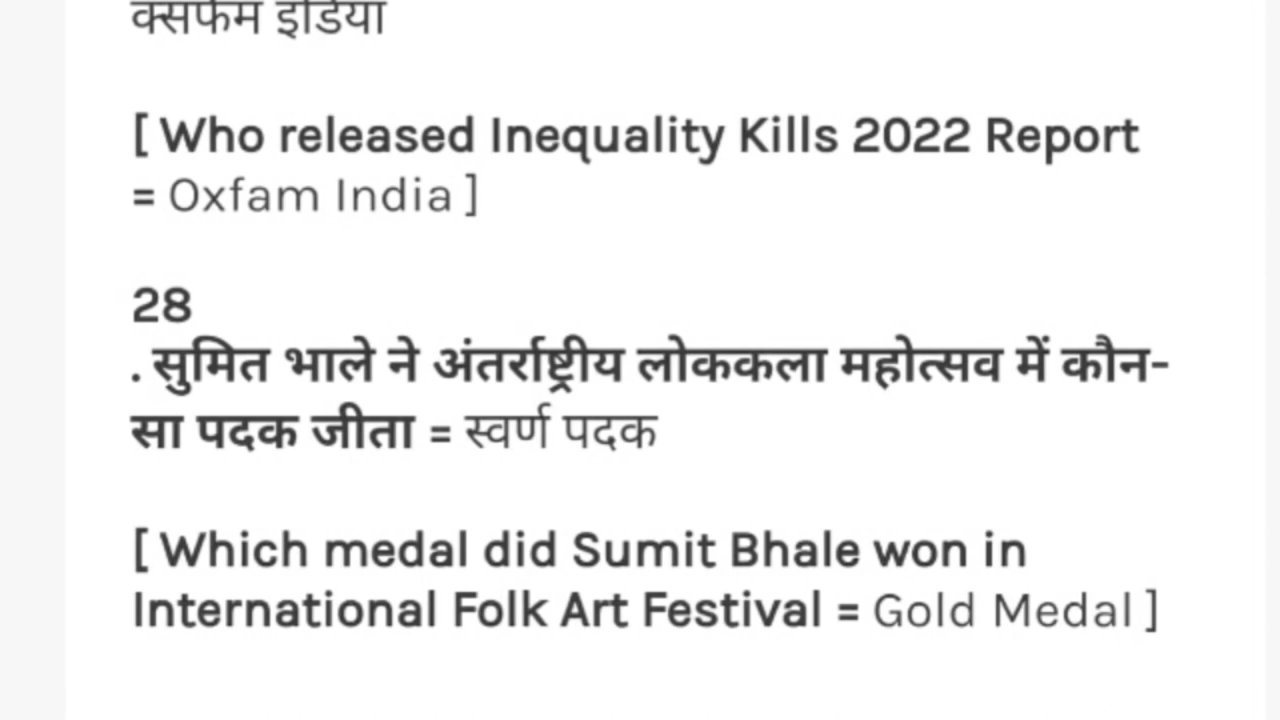 क्सफैम इंडिया
[ Who released Inequality Kills 2022 Report
= Oxfam India ]
28
. सुमित भाले ने अंतर्राष्ट्रीय लोककला महोत्सव में कौन-
सा पदक जीता = स्वर्ण पदक
[ Which medal did Sumit Bhale won in
International Folk Art Festival = Gold Medal ]